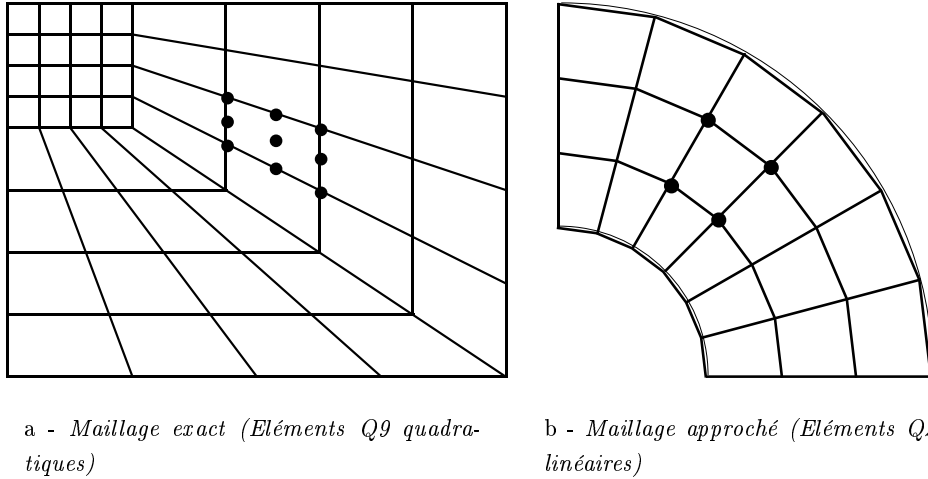 a - Maillage exact (Eléments Q9 quadra-
tiques)
b - Maillage approché (Eléments
linéaires)